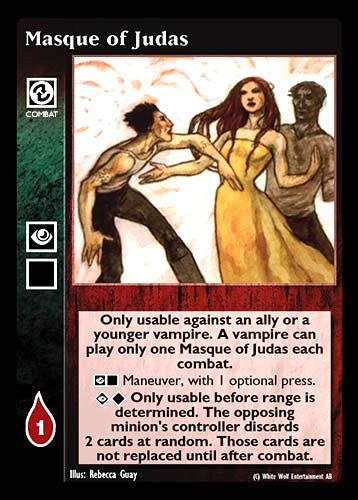 Masque of Judas
COMBAT
Only usable against an ally or a
younger vampire. A vampire can
play only one Masque of Judas each
combat.
Maneuver, with 1 optional press.
Only usable before range is
determined. The opposing
minion's controller discards
2 cards at random. Those cards are
not replaced until after combat.
1
Illus: Rebecca Guay
(C) White Wolf Entertainment AB